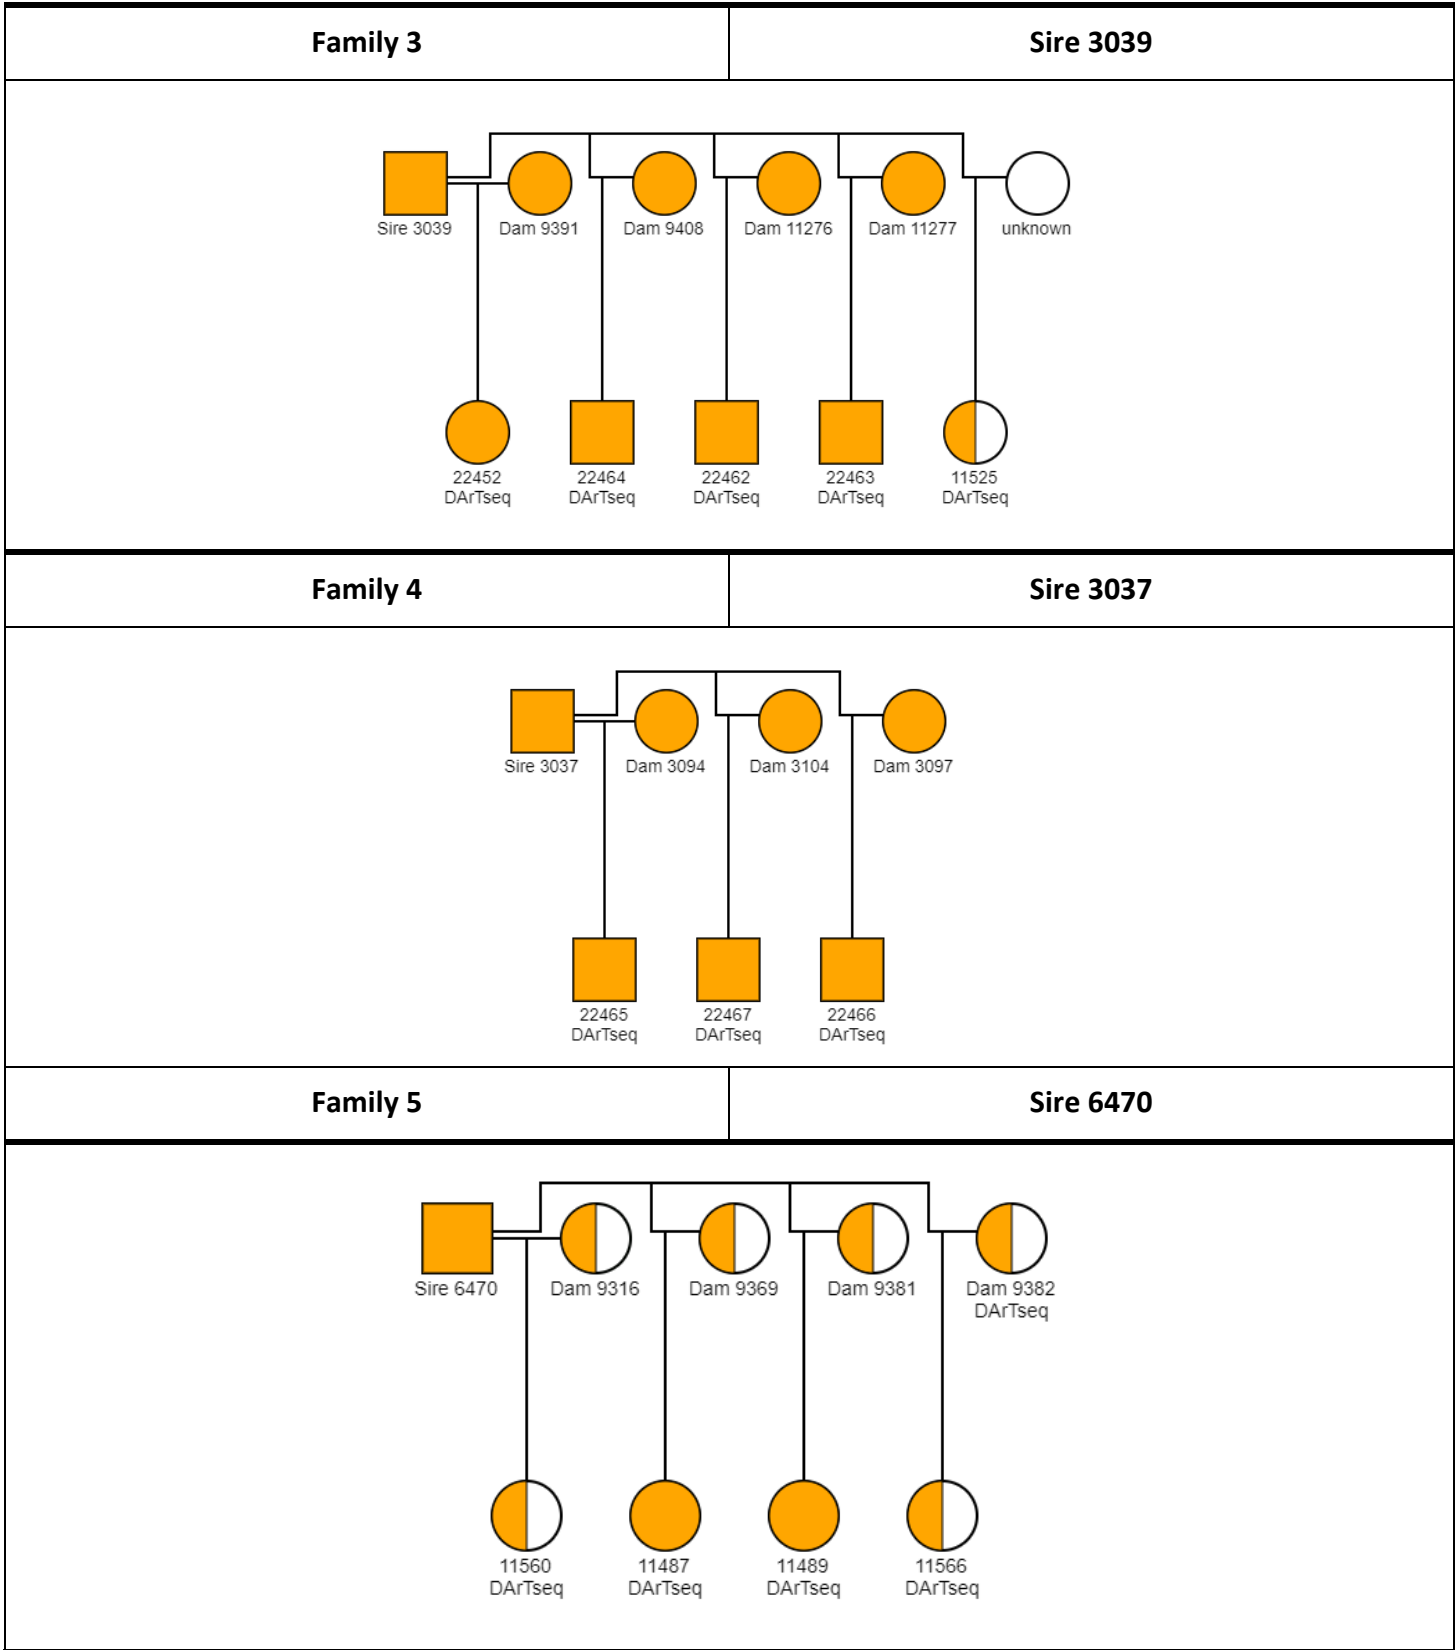 Family 3 Sire 3039
Sire 3039 Dam 9391 Dam 9408 Dam 11276 Dam 11277 unknown
22452 22464 22462 22463 11525
DArTseq DArTseq DArTseq DArTseq DArTseq
Family 4 Sire 3037
Sire 3037 Dam 3094 Dam 3104 Dam 3097
22465 22467 22466
DArTseq DArTseq DArTseq
Family 5 Sire 6470
Sire 6470 Dam 9316 Dam 9369 Dam 9381 Dam 9382
DArTseq
11560 11487 11489 11566
DArTseq DArTseq DArTseq DArTseq